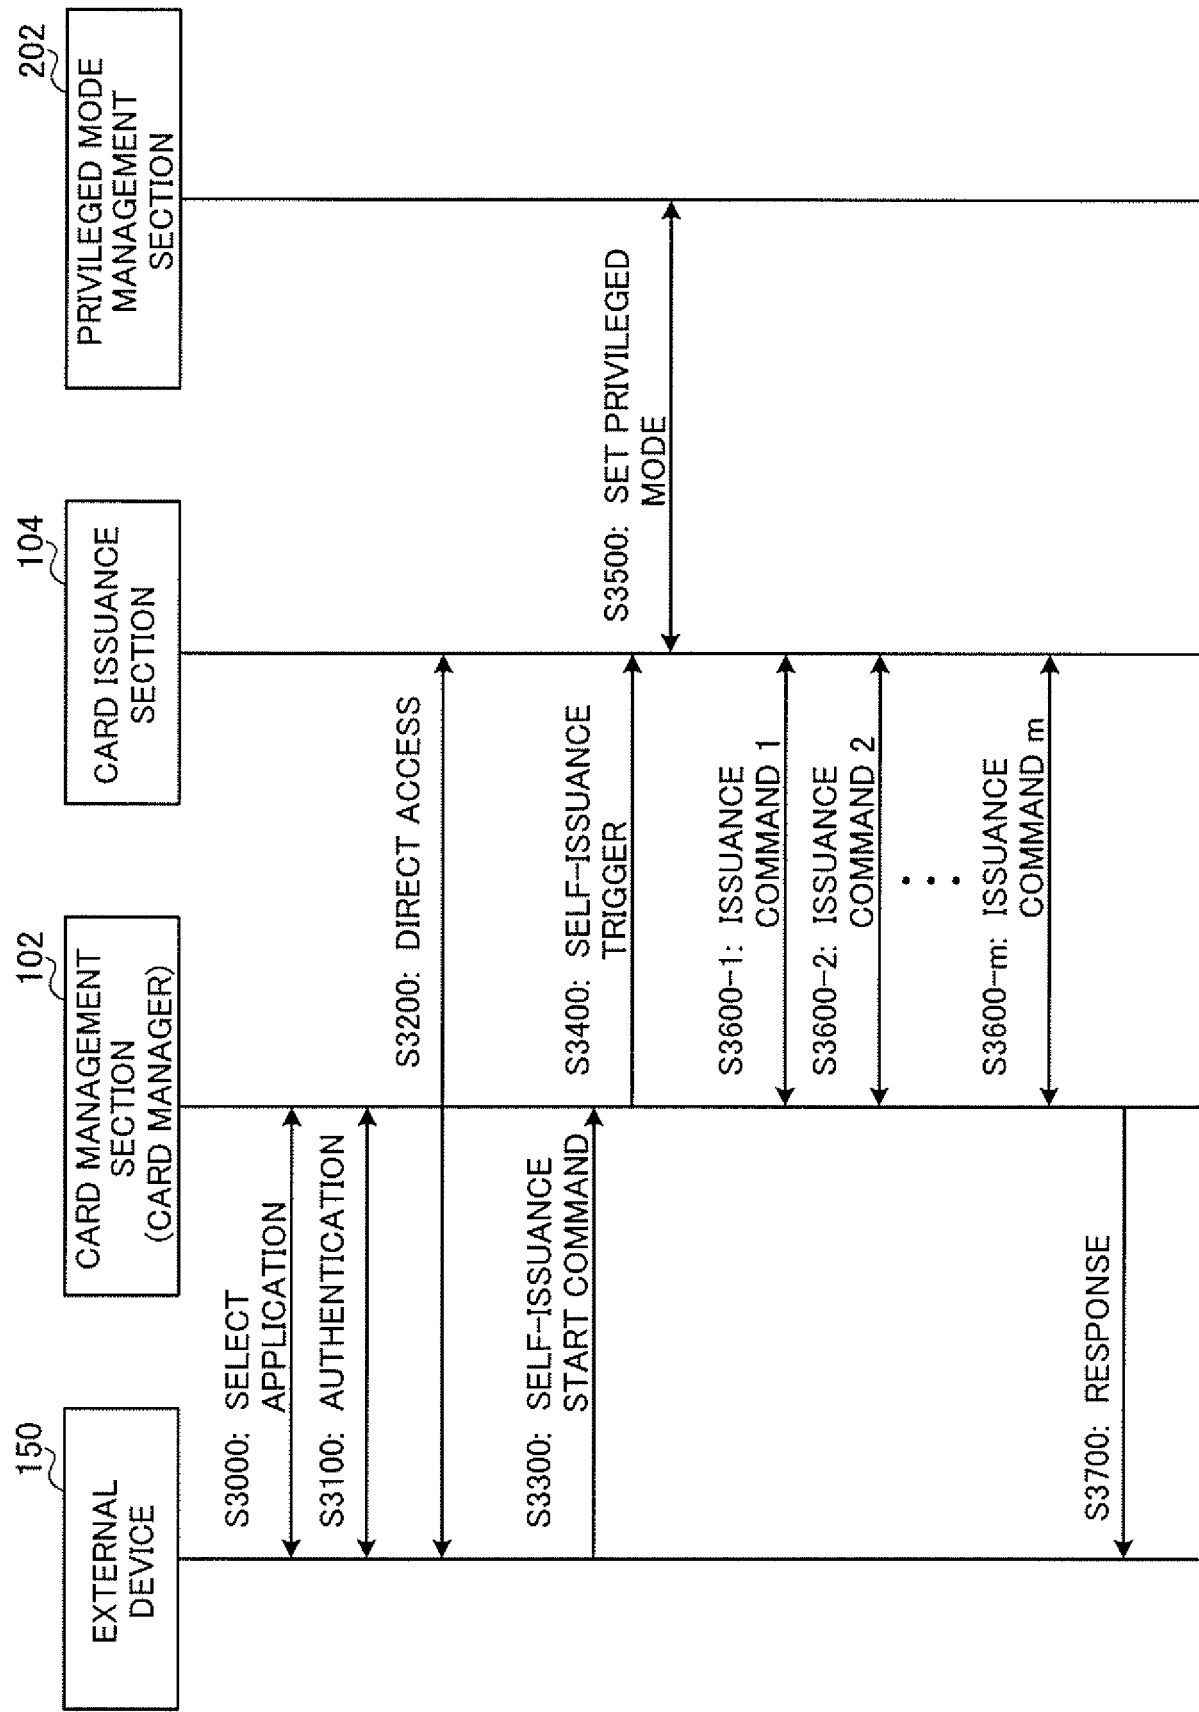 150
EXTERNAL
DEVICE
102
CARD MANAGEMENT
SECTION
(CARD MANAGER)
104
CARD ISSUANCE
SECTION
202
PRIVILEGED MODE
MANAGEMENT
SECTION
S3000: SELECT
APPLICATION
S3100: AUTHENTICATION
S3200: DIRECT ACCESS
S3300: SELF-ISSUANCE
START COMMAND
S3400: SELF-ISSUANCE
TRIGGER
S3500: SET PRIVILEGED
MODE
S3600-1: ISSUANCE
COMMAND 1
S3600-2: ISSUANCE
COMMAND 2
• • •
S3600-m: ISSUANCE
COMMAND m
S3700: RESPONSE